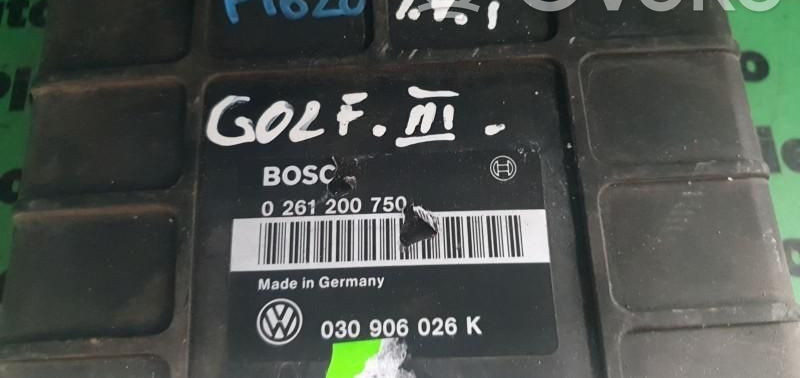 GOLF. III.
BOSC
0 261 200 750
Made in Germany
030 906 026 K